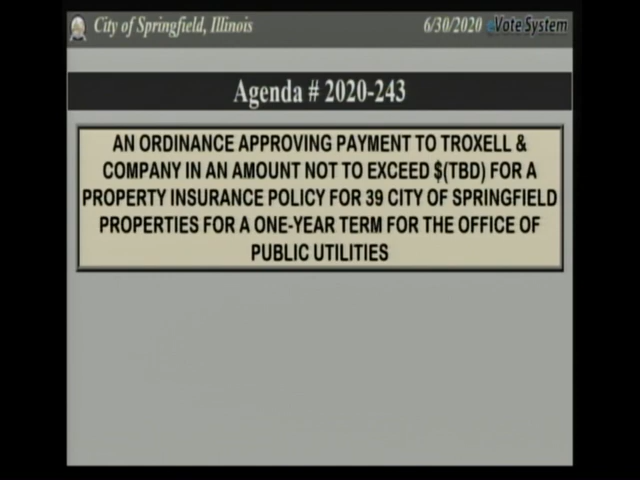 City of Springfield, Illinois 6/30/2020 eVote System
Agenda # 2020-243
AN ORDINANCE APPROVING PAYMENT TO TROXELL &
COMPANY IN AN AMOUNT NOT TO EXCEED $(TBD) FOR A
PROPERTY INSURANCE POLICY FOR 39 CITY OF SPRINGFIELD
PROPERTIES FOR A ONE-YEAR TERM FOR THE OFFICE OF
PUBLIC UTILITIES